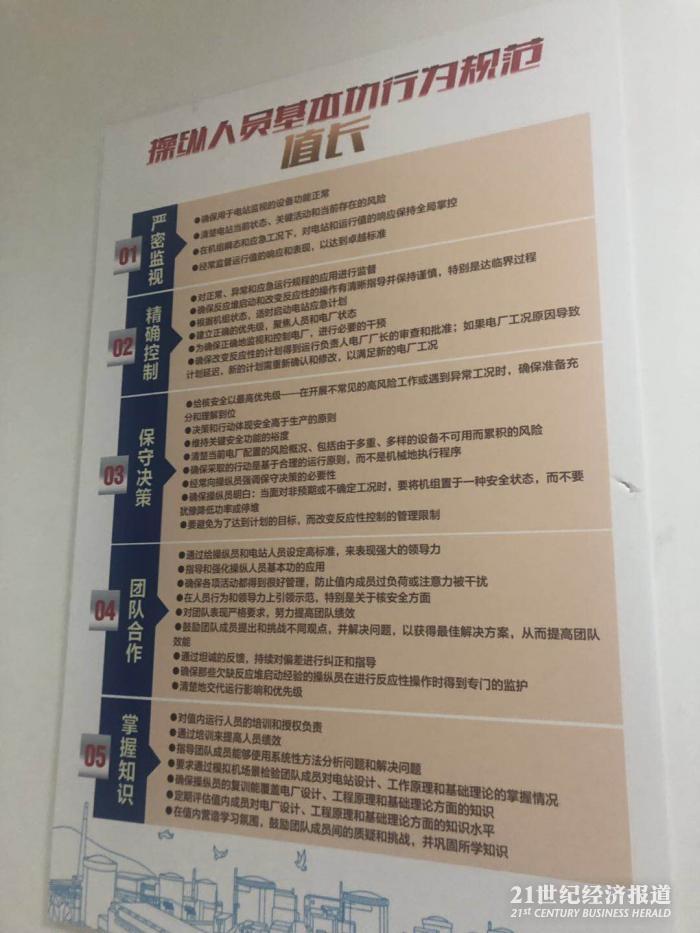 操纵人员基本功行为规范
值长
01
严密监视
●确保用于电站监视的设备功能正常
●清楚电站当前状态、关键活动和当前存在的风险
●在机组瞬态和应急工况下，对电站和运行值的响应保持全局掌控
●经常监督运行值的响应和表现，以达到卓越标准
02
精确控制
●对正常、异常和应急运行规程的应用进行监督
●确保反应堆启动和改变反应性的操作有清晰指导并保持谨慎，特别是达临界过程
●根据机组状态，适时启动电站应急计划
●建立正确的优先级，聚焦人员和电厂状态
●为确保正确地监视和控制电厂，进行必要的干预
●确保改变反应性的计划得到运行负责人电厂厂长的审查和批准；如果电厂工况原因导致
计划延迟，新的计划需重新确认和修改，以满足新的电厂工况
03
保守决策
●给核安全以最高优先级——在开展不常见的高风险工作或遇到异常工况时，确保准备充
分和理解到位
●决策和行动体现安全高于生产的原则
●维持关键安全功能的裕度
●清楚当前电厂配置的风险概况、包括由于多重、多样的设备不可用而累积的风险
●确保采取的行动是基于合理的运行原则，而不是机械地执行程序
●经常向操纵员强调保守决策的必要性
●确保操纵员明白：当面对非预期或不确定工况时，要将机组置于一种安全状态，而不要
犹豫降低功率或停堆
●要避免为了达到计划的目标，而改变反应性控制的管理限制
04
团队合作
●通过给操纵员和电站人员设定高标准，来表现强大的领导力
●指导和强化操纵人员基本功的应用
●确保各项活动都得到很好管理，防止值内成员过负荷或注意力被干扰
●在人员行为和领导力上引领示范，特别是关于核安全方面
●对团队表现严格要求，努力提高团队绩效
●鼓励团队成员提出和挑战不同观点，并解决问题，以获得最佳解决方案，从而提高团队
效能
●通过坦诚的反馈，持续对偏差进行纠正和指导
●确保那些欠缺反应堆启动经验的操纵员在进行反应性操作时得到专门的监护
●清楚地交代运行影响和优先级
05
掌握知识
●对值内运行人员的培训和授权负责
●通过培训来提高人员绩效
●指导团队成员能够使用系统性方法分析问题和解决问题
●要求通过模拟机场景检验团队成员对电站设计、工作原理和基础理论的掌握情况
●确保操纵员的复训能覆盖电厂设计、工程原理和基础理论方面的知识
●定期评估值内成员对电厂设计、工程原理和基础理论方面的知识水平
●在值内营造学习氛围，鼓励团队成员间的质疑和挑战，并巩固所学知识
21世纪经济报道
21st CENTURY BUSINESS HERALD